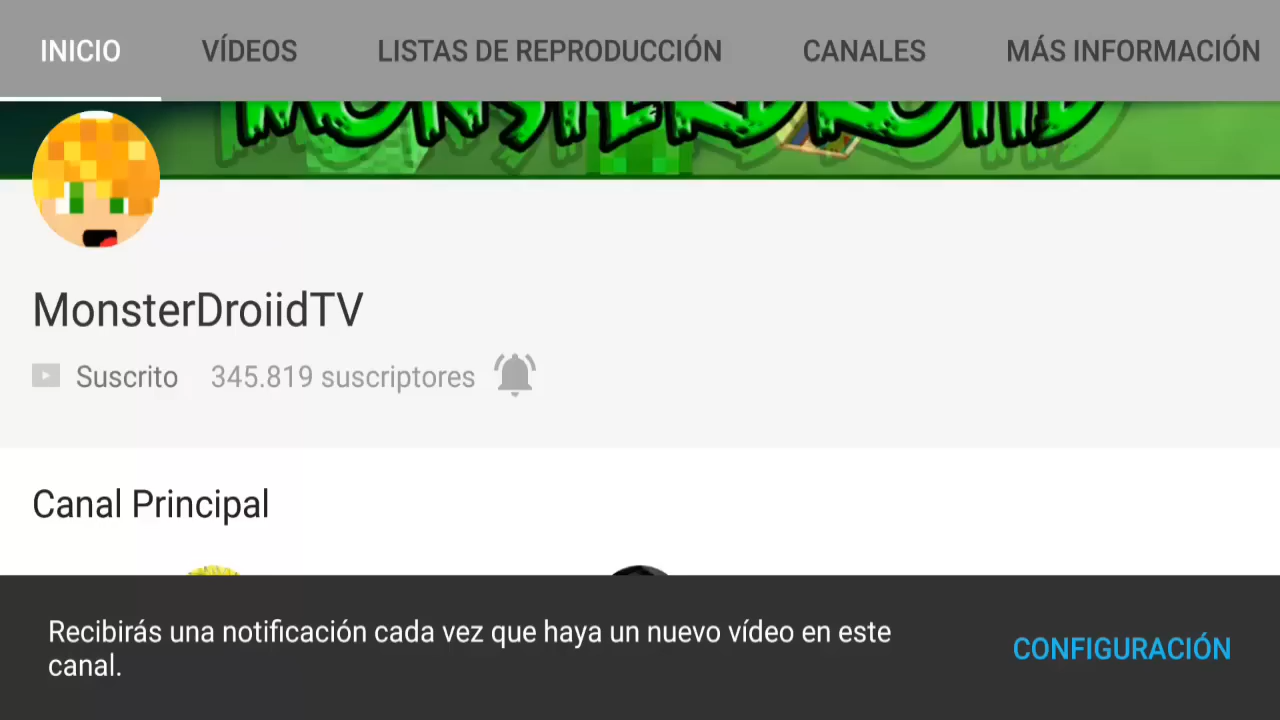 INICIO VÍDEOS LISTAS DE REPRODUCCIÓN CANALES MÁS INFORMACIÓN
MONSTERDROIID
MonsterDroiidTV
Suscrito 345.819 suscriptores
Canal Principal
Recibirás una notificación cada vez que haya un nuevo vídeo en este
canal.
CONFIGURACIÓN